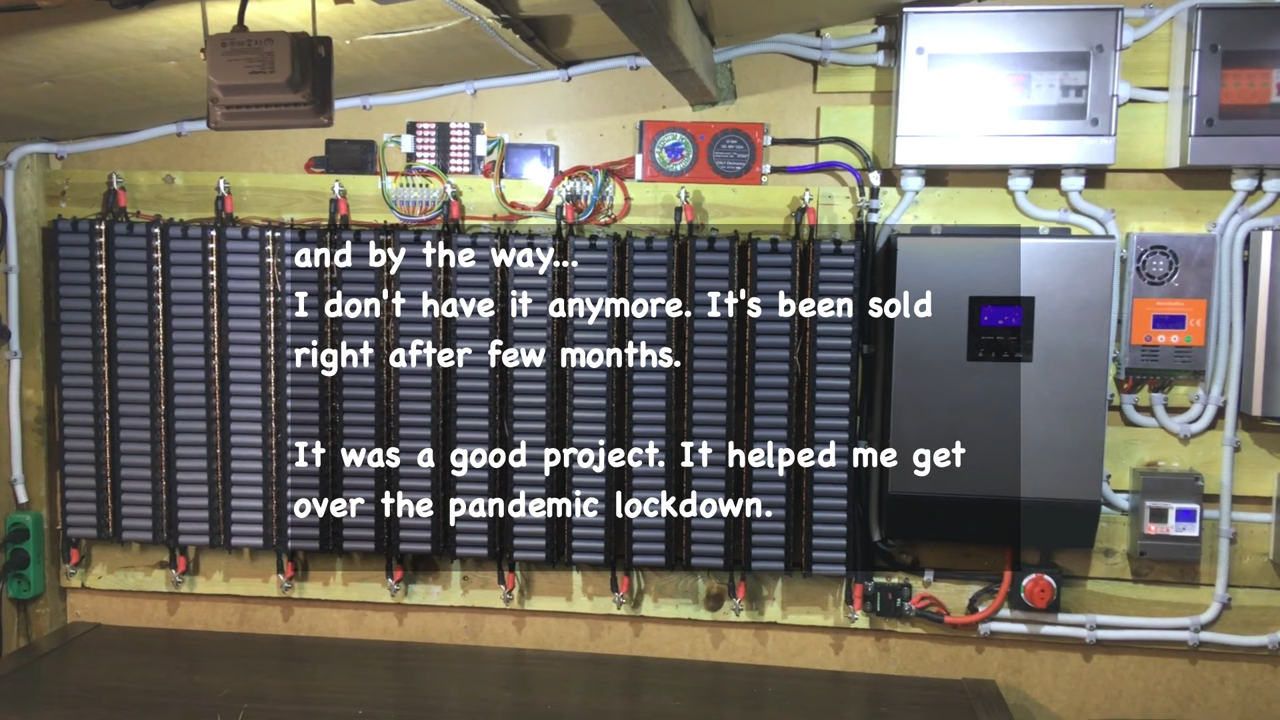 and by the way...
I don't have it anymore. It's been sold
right after few months.
It was a good project. It helped me get
over the pandemic lockdown.